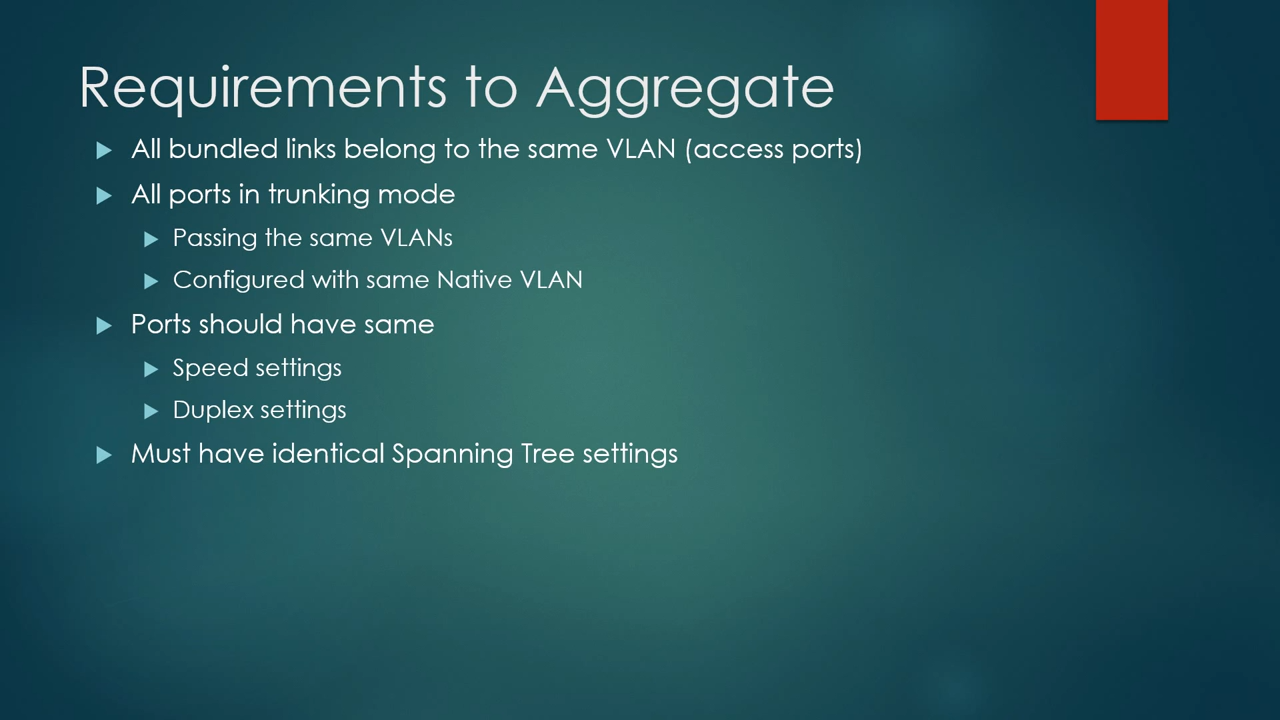 Requirements to Aggregate
All bundled links belong to the same VLAN (access ports)
All ports in trunking mode
Passing the same VLANs
Configured with same Native VLAN
Ports should have same
Speed settings
Duplex settings
Must have identical Spanning Tree settings